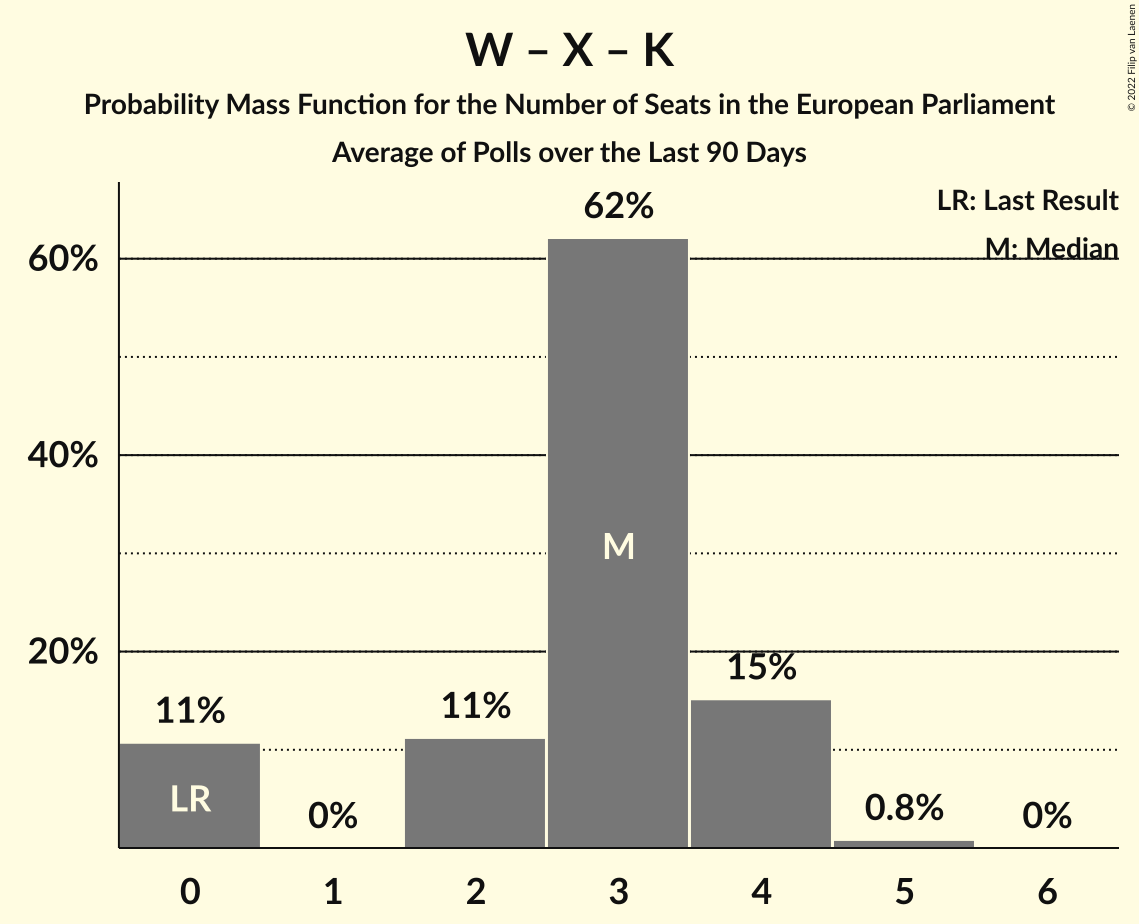 W – X – K
Probability Mass Function for the Number of Seats in the European Parliament
Average of Polls over the Last 90 Days
© 2022 Filip van Laenen
LR: Last Result
M: Median
60%
40%
20%
11%
0%
11%
62%
15%
0.8%
0%
LR
M
0 1 2 3 4 5 6